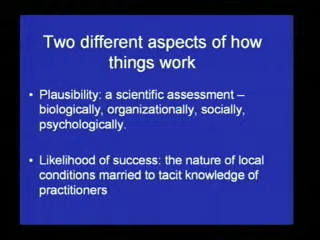 Two different aspects of how
things work
• Plausibility: a scientific assessment –
biologically, organizationally, socially,
psychologically.
• Likelihood of success: the nature of local
conditions married to tacit knowledge of
practitioners